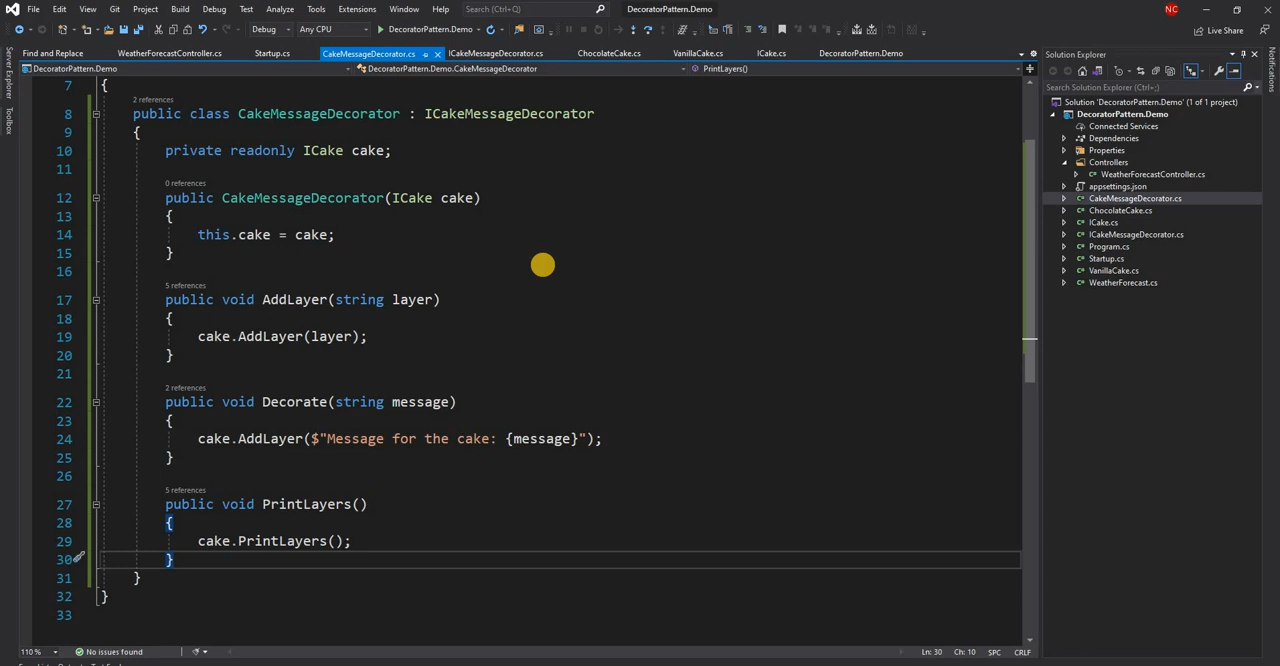 File Edit View Git Project Build Debug Test Analyze Tools Extensions Window Help Search (Ctrl+Q) DecoratorPattern.Demo NC
Debug Any CPU DecoratorPattern.Demo Live Share
Find and Replace WeatherForecastController.cs Startup.cs CakeMessageDecorator.cs ICakeMessageDecorator.cs ChocolateCake.cs VanillaCake.cs ICake.cs DecoratorPattern.Demo
DecoratorPattern.Demo DecoratorPattern.Demo.CakeMessageDecorator PrintLayers()
Server Explorer
Toolbox
7 {
2 references
8 public class CakeMessageDecorator : ICakeMessageDecorator
9 {
10 private readonly ICake cake;
11
0 references
12 public CakeMessageDecorator(ICake cake)
13 {
14 this.cake = cake;
15 }
16
5 references
17 public void AddLayer(string layer)
18 {
19 cake.AddLayer(layer);
20 }
21
2 references
22 public void Decorate(string message)
23 {
24 cake.AddLayer($"Message for the cake: {message}");
25 }
26
5 references
27 public void PrintLayers()
28 {
29 cake.PrintLayers();
30 }
31 }
32 }
33
110 % No issues found Ln: 30 Ch: 10 SPC CRLF
Solution Explorer
Search Solution Explorer (Ctrl+;)
Solution 'DecoratorPattern.Demo' (1 of 1 project)
DecoratorPattern.Demo
Connected Services
Dependencies
Properties
Controllers
WeatherForecastController.cs
appsettings.json
CakeMessageDecorator.cs
ChocolateCake.cs
ICake.cs
ICakeMessageDecorator.cs
Program.cs
Startup.cs
VanillaCake.cs
WeatherForecast.cs
Notifications